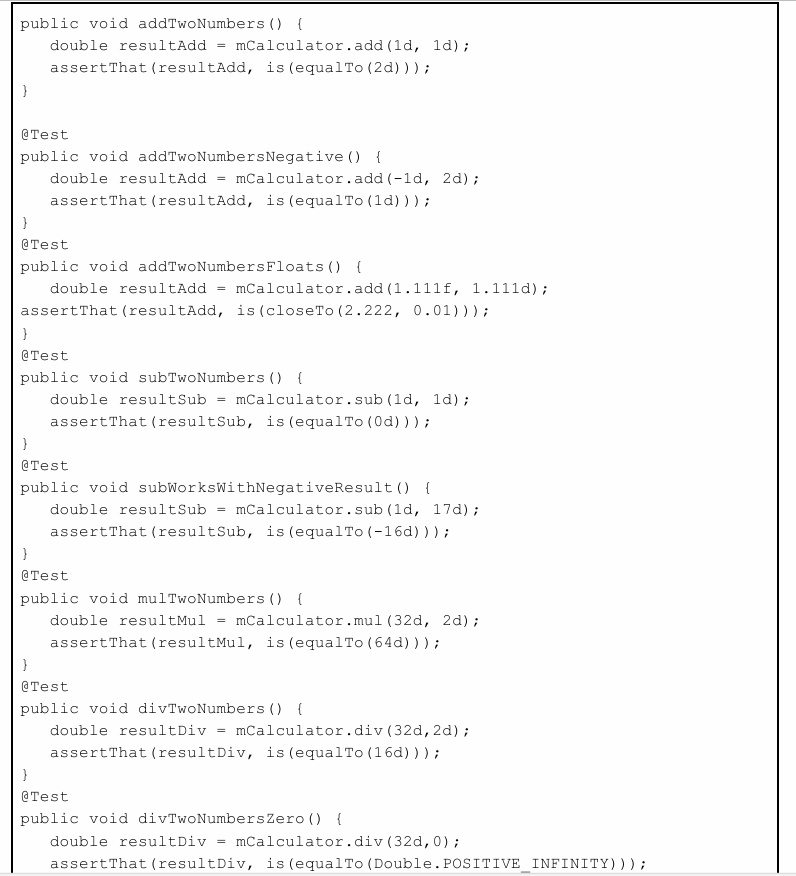 public void addTwoNumbers() {
   double resultAdd = mCalculator.add(1d, 1d);
   assertThat(resultAdd, is(equalTo(2d)));
}

@Test
public void addTwoNumbersNegative() {
   double resultAdd = mCalculator.add(-1d, 2d);
   assertThat(resultAdd, is(equalTo(1d)));
}
@Test
public void addTwoNumbersFloats() {
   double resultAdd = mCalculator.add(1.111f, 1.111d);
assertThat(resultAdd, is(closeTo(2.222, 0.01)));
}
@Test
public void subTwoNumbers() {
   double resultSub = mCalculator.sub(1d, 1d);
   assertThat(resultSub, is(equalTo(0d)));
}
@Test
public void subWorksWithNegativeResult() {
   double resultSub = mCalculator.sub(1d, 17d);
   assertThat(resultSub, is(equalTo(-16d)));
}
@Test
public void mulTwoNumbers() {
   double resultMul = mCalculator.mul(32d, 2d);
   assertThat(resultMul, is(equalTo(64d)));
}
@Test
public void divTwoNumbers() {
   double resultDiv = mCalculator.div(32d,2d);
   assertThat(resultDiv, is(equalTo(16d)));
}
@Test
public void divTwoNumbersZero() {
   double resultDiv = mCalculator.div(32d,0);
   assertThat(resultDiv, is(equalTo(Double.POSITIVE_INFINITY)));